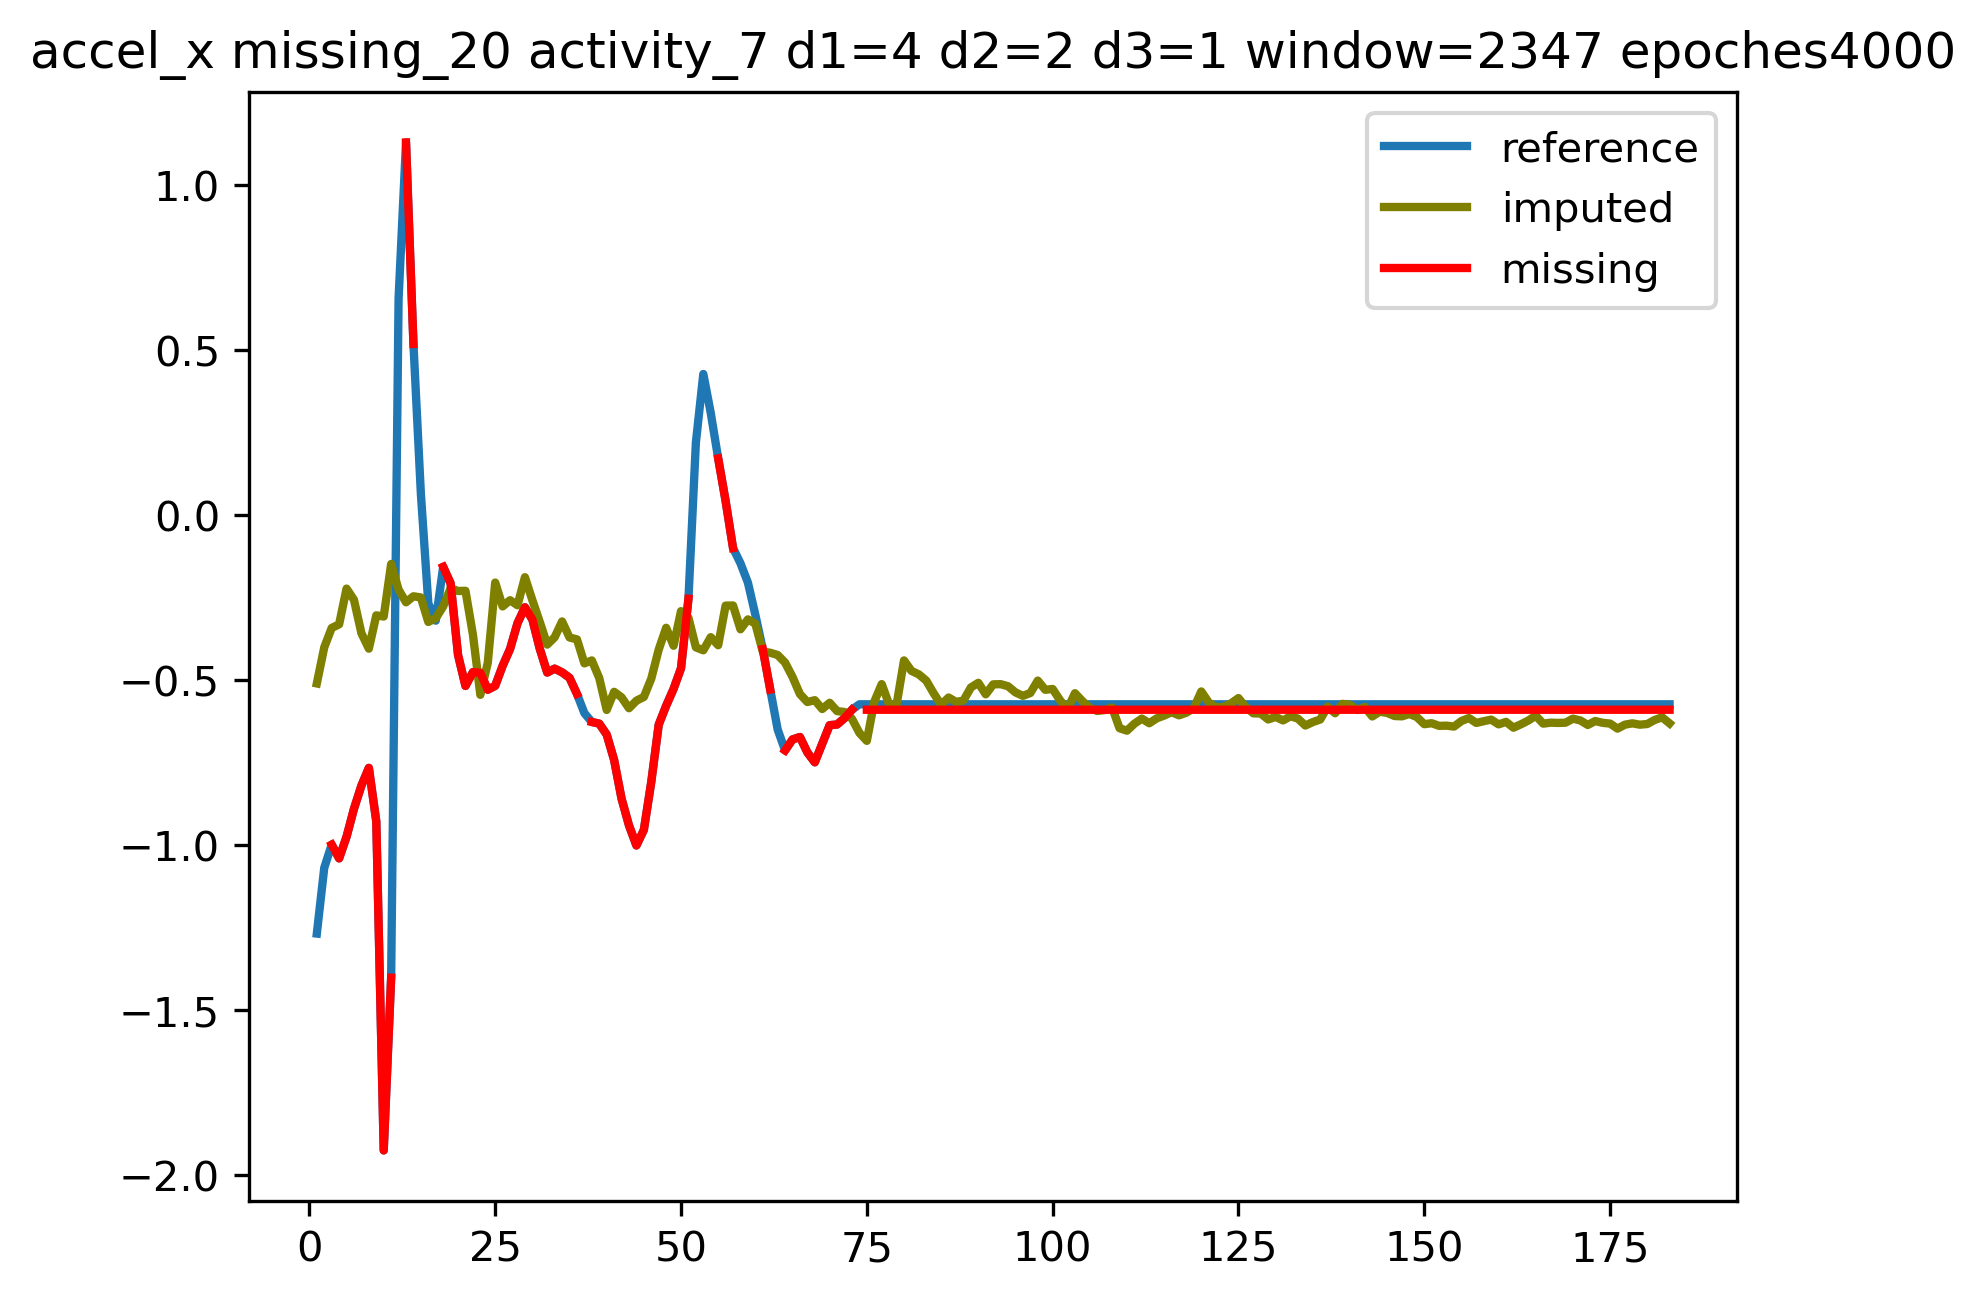 accel_x missing_20 activity_7 d1=4 d2=2 d3=1 window=2347 epoches4000
reference
imputed
missing
1.0
0.5
0.0
−0.5
−1.0
−1.5
−2.0
0 25 50 75 100 125 150 175